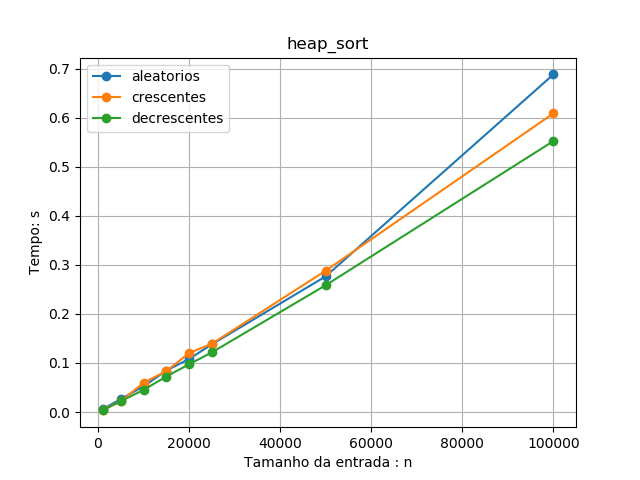 heap_sort
aleatorios
crescentes
decrescentes
Tempo: s
0.7
0.6
0.5
0.4
0.3
0.2
0.1
0.0
0 20000 40000 60000 80000 100000
Tamanho da entrada : n